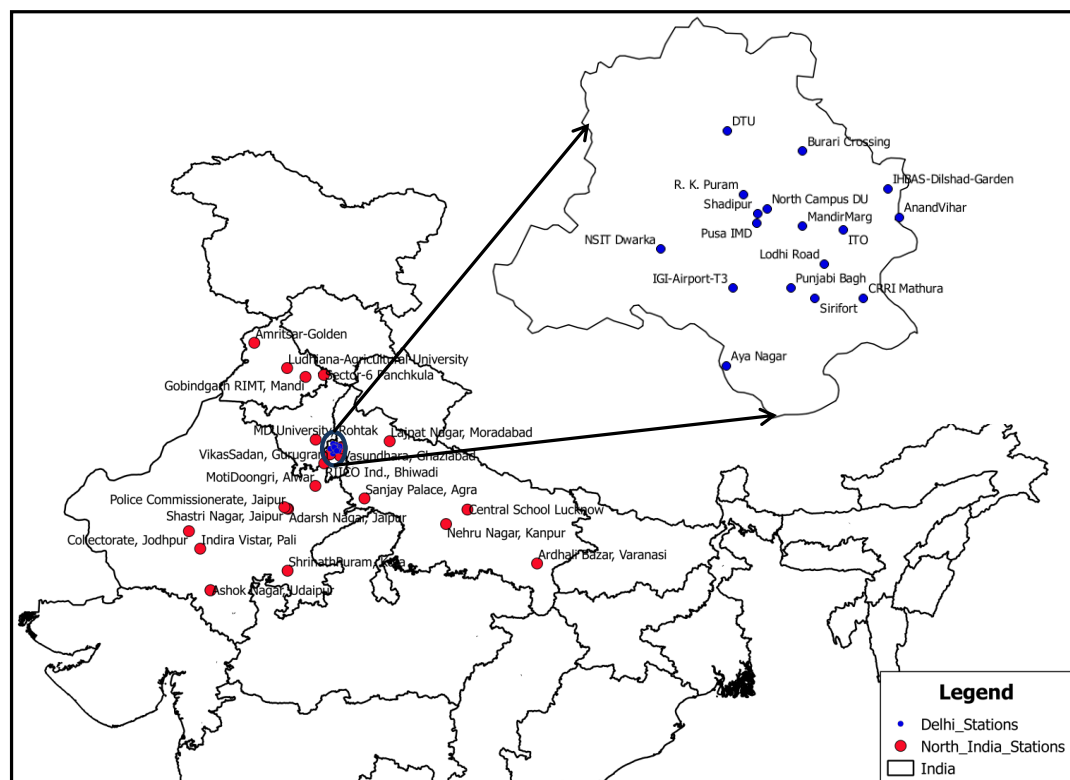 DTU
Burari Crossing
IHBAS-Dilshad-Garden
R. K. Puram
North Campus DU
AnandVihar
Shadipur
MandirMarg
Pusa IMD
ITO
NSIT Dwarka
Lodhi Road
IGI-Airport-T3
Punjabi Bagh
CRRI Mathura
Sirifort
Aya Nagar
Amritsar-Golden
Ludhiana-Agricultural-University
Sector-6 Panchkula
Gobindgarh RIMT, Mandi
MD University, Rohtak
Lajpat Nagar, Moradabad
VikasSadan, Gurugram
Vasundhara, Ghaziabad
RIICO Ind., Bhiwadi
MotiDoongri, Alwar
Sanjay Palace, Agra
Police Commissionerate, Jaipur
Central School Lucknow
Shastri Nagar, Jaipur
Adarsh Nagar, Jaipur
Nehru Nagar, Kanpur
Collectorate, Jodhpur
Indira Vistar, Pali
Ardhali Bazar, Varanasi
ShrinathPuram, Kota
Ashok Nagar, Udaipur
Legend
Delhi_Stations
North_India_Stations
India